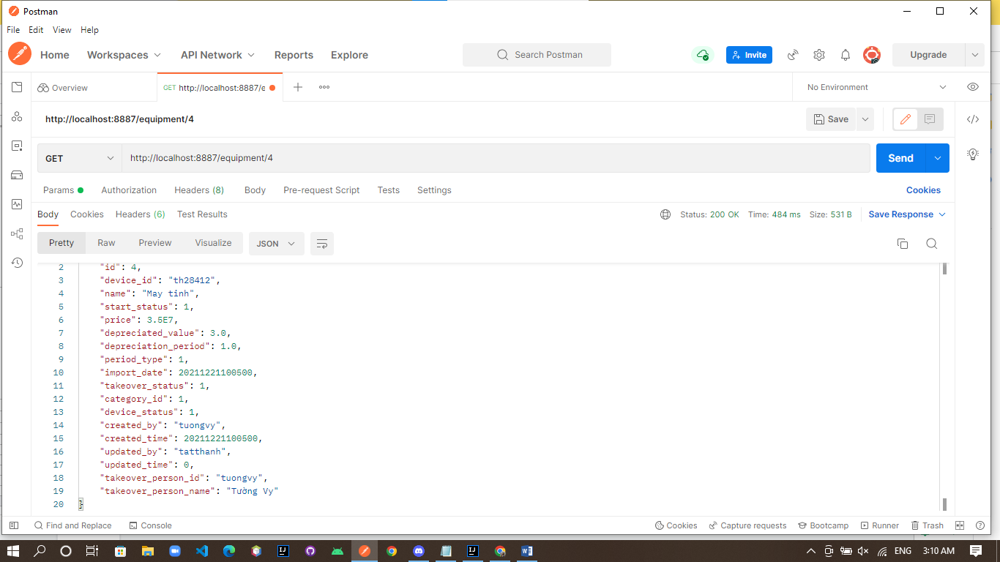 Postman
File Edit View Help
Home Workspaces API Network Reports Explore Search Postman Invite Upgrade
Overview GET http://localhost:8887/e No Environment
http://localhost:8887/equipment/4 Save
GET http://localhost:8887/equipment/4 Send
Params Authorization Headers (8) Body Pre-request Script Tests Settings Cookies
Body Cookies Headers (6) Test Results Status: 200 OK Time: 484 ms Size: 531 B Save Response
Pretty Raw Preview Visualize JSON
2 "id": 4,
3 "device_id": "th28412",
4 "name": "May tinh",
5 "start_status": 1,
6 "price": 3.5E7,
7 "depreciated_value": 3.0,
8 "depreciation_period": 1.0,
9 "period_type": 1,
10 "import_date": 20211221100500,
11 "takeover_status": 1,
12 "category_id": 1,
13 "device_status": 1,
14 "created_by": "tuongvy",
15 "created_time": 20211221100500,
16 "updated_by": "tatthanh",
17 "updated_time": 0,
18 "takeover_person_id": "tuongvy",
19 "takeover_person_name": "Tường Vy"
20 }
Find and Replace Console Cookies Capture requests Bootcamp Runner Trash
ENG 3:10 AM